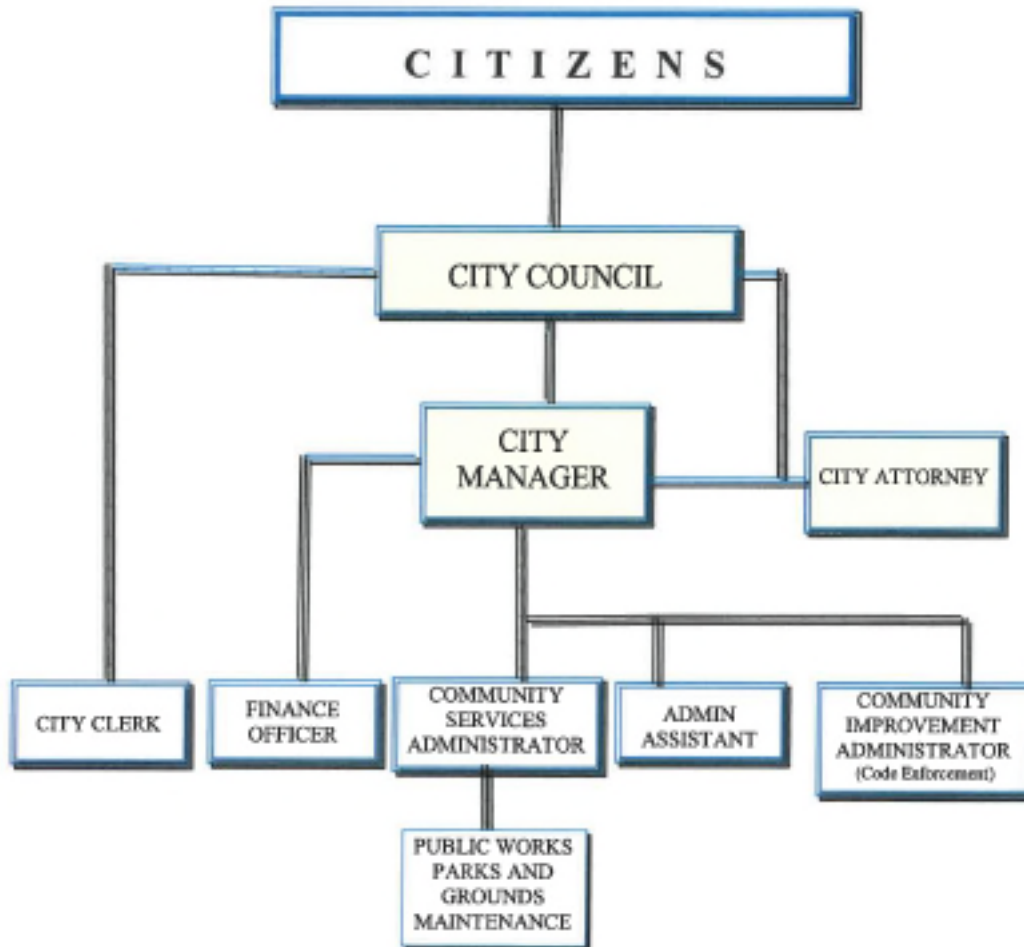 CITIZENS
CITY COUNCIL
CITY
MANAGER
CITY ATTORNEY
CITY CLERK
FINANCE
OFFICER
COMMUNITY
SERVICES
ADMINISTRATOR
ADMIN
ASSISTANT
COMMUNITY
IMPROVEMENT
ADMINISTRATOR
(Code Enforcement)
PUBLIC WORKS
PARKS AND
GROUNDS
MAINTENANCE